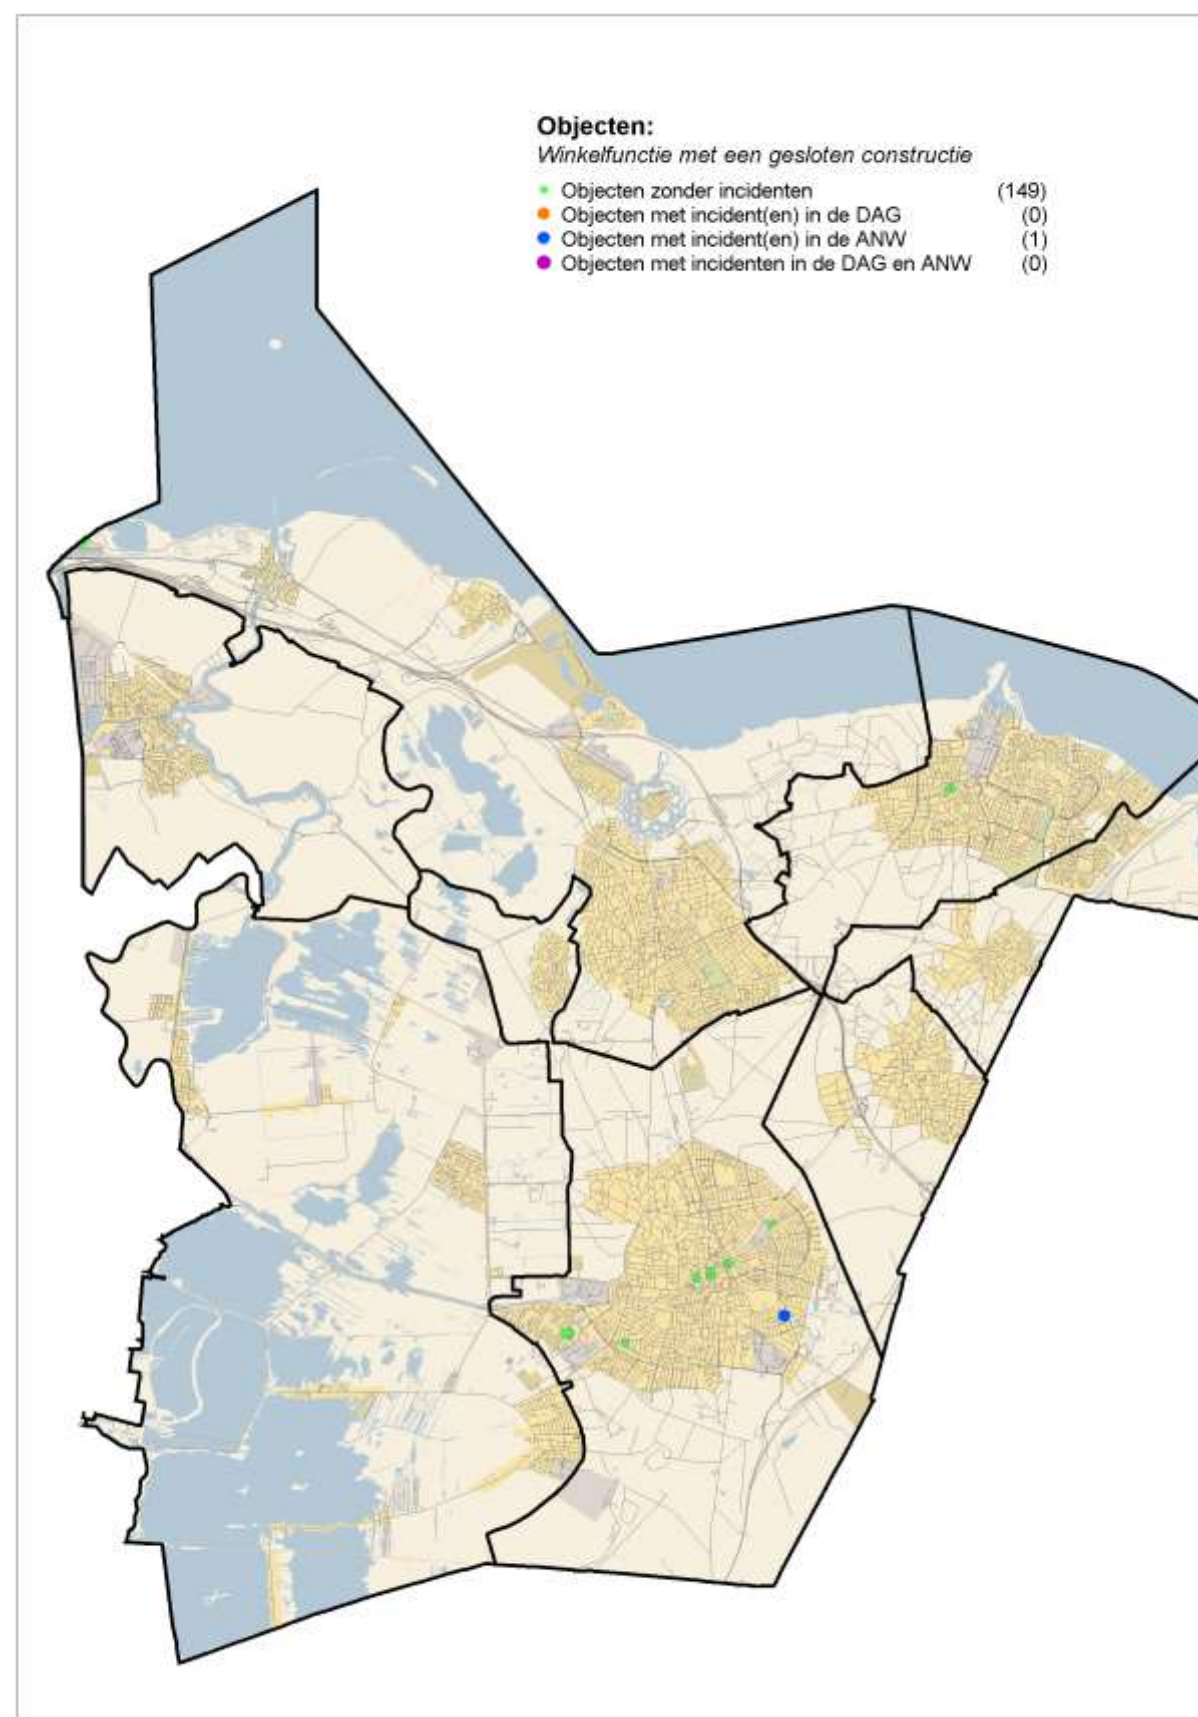 Objecten:
Winkelfunctie met een gesloten constructie
Objecten zonder incidenten (149)
Objecten met incident(en) in de DAG (0)
Objecten met incident(en) in de ANW (1)
Objecten met incidenten in de DAG en ANW (0)